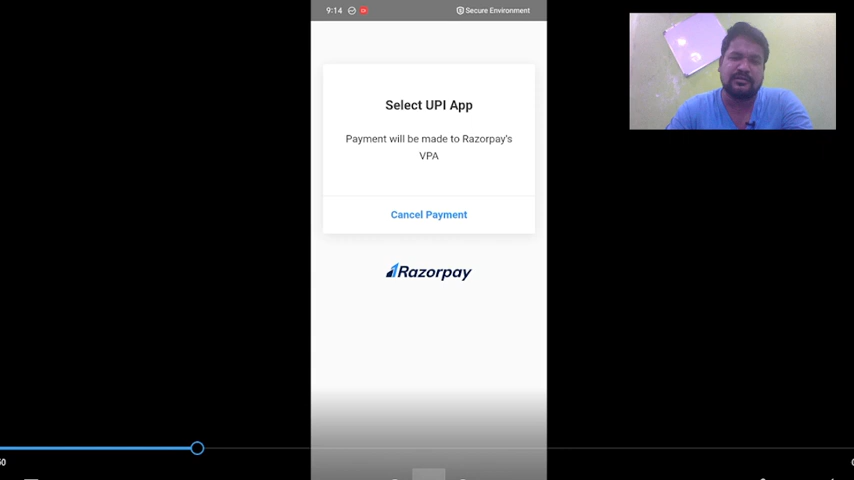 9:14
Secure Environment
Select UPI App
Payment will be made to Razorpay's
VPA
Cancel Payment
Razorpay